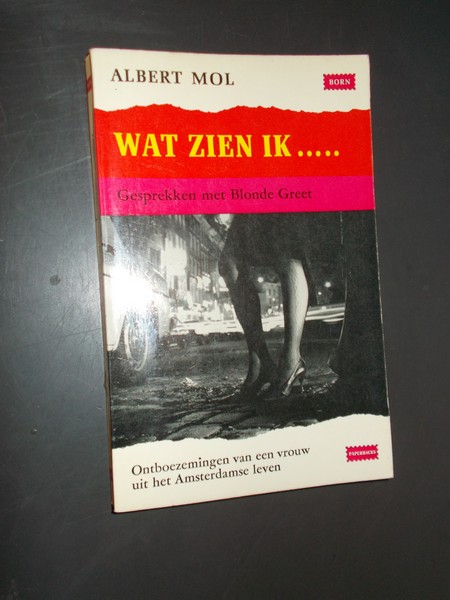 ALBERT MOL
BORN
WAT ZIEN IK.....
Gesprekken met Blonde Greet
Ontboezemingen van een vrouw
uit het Amsterdamse leven
PAPERBACKS